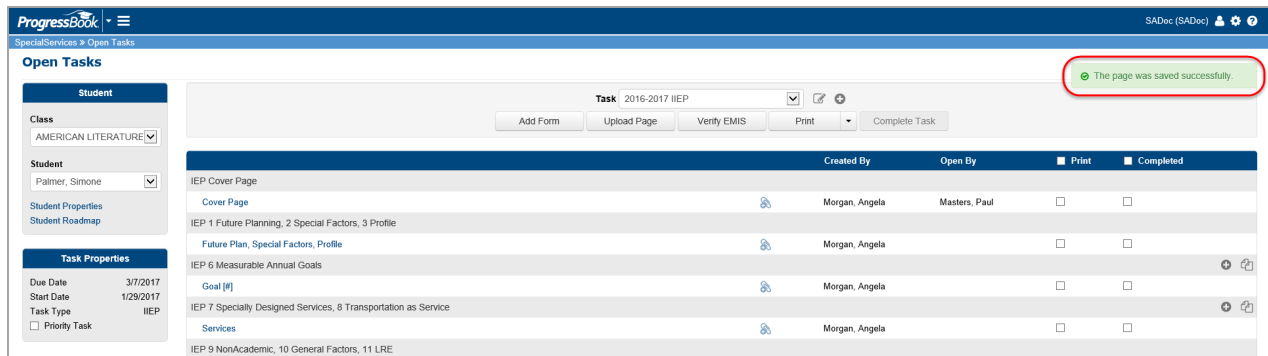 ProgressBook
SADoc (SADoc)
SpecialServices » Open Tasks
Open Tasks
The page was saved successfully.
Student
Class
AMERICAN LITERATURE
Student
Palmer, Simone
Student Properties
Student Roadmap
Task Properties
Due Date 3/7/2017
Start Date 1/29/2017
Task Type IIEP
Priority Task
Task 2016-2017 IIEP
Add Form Upload Page Verify EMIS Print Complete Task
Created By Open By Print Completed
IEP Cover Page
Cover Page Morgan, Angela Masters, Paul
IEP 1 Future Planning, 2 Special Factors, 3 Profile
Future Plan, Special Factors, Profile Morgan, Angela
IEP 6 Measurable Annual Goals
Goal [#] Morgan, Angela
IEP 7 Specially Designed Services, 8 Transportation as Service
Services Morgan, Angela
IEP 9 NonAcademic, 10 General Factors, 11 LRE